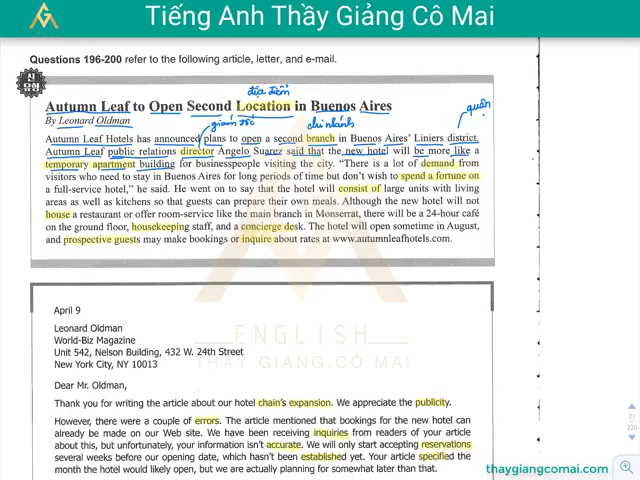 Tiếng Anh Thầy Giảng Cô Mai
Questions 196-200 refer to the following article, letter, and e-mail.
địa điểm
Autumn Leaf to Open Second Location in Buenos Aires
quận
By Leonard Oldman
giám đốc
chi nhánh
Autumn Leaf Hotels has announced plans to open a second branch in Buenos Aires' Liniers district,
Autumn Leaf public relations director Angelo Suarez said that the new hotel will be more like a
temporary apartment building for businesspeople visiting the city. "There is a lot of demand from
visitors who need to stay in Buenos Aires for long periods of time but don't wish to spend a fortune on
a full-service hotel," he said. He went on to say that the hotel will consist of large units with living
areas as well as kitchens so that guests can prepare their own meals. Although the new hotel will not
house a restaurant or offer room-service like the main branch in Monserrat, there will be a 24-hour café
on the ground floor, housekeeping staff, and a concierge desk. The hotel will open sometime in August,
and prospective guests may make bookings or inquire about rates at www.autumnleafhotels.com.
April 9
Leonard Oldman
World-Biz Magazine
Unit 542, Nelson Building, 432 W. 24th Street
New York City, NY 10013
ENGLISH
THẦY GIẢNG.CÔ MAI
Dear Mr. Oldman,
Thank you for writing the article about our hotel chain's expansion. We appreciate the publicity.
However, there were a couple of errors. The article mentioned that bookings for the new hotel can
already be made on our Web site. We have been receiving inquiries from readers of your article
about this, but unfortunately, your information isn't accurate. We will only start accepting reservations
several weeks before our opening date, which hasn't been established yet. Your article specified the
month the hotel would likely open, but we are actually planning for somewhat later than that.
thaygiangcomai.com